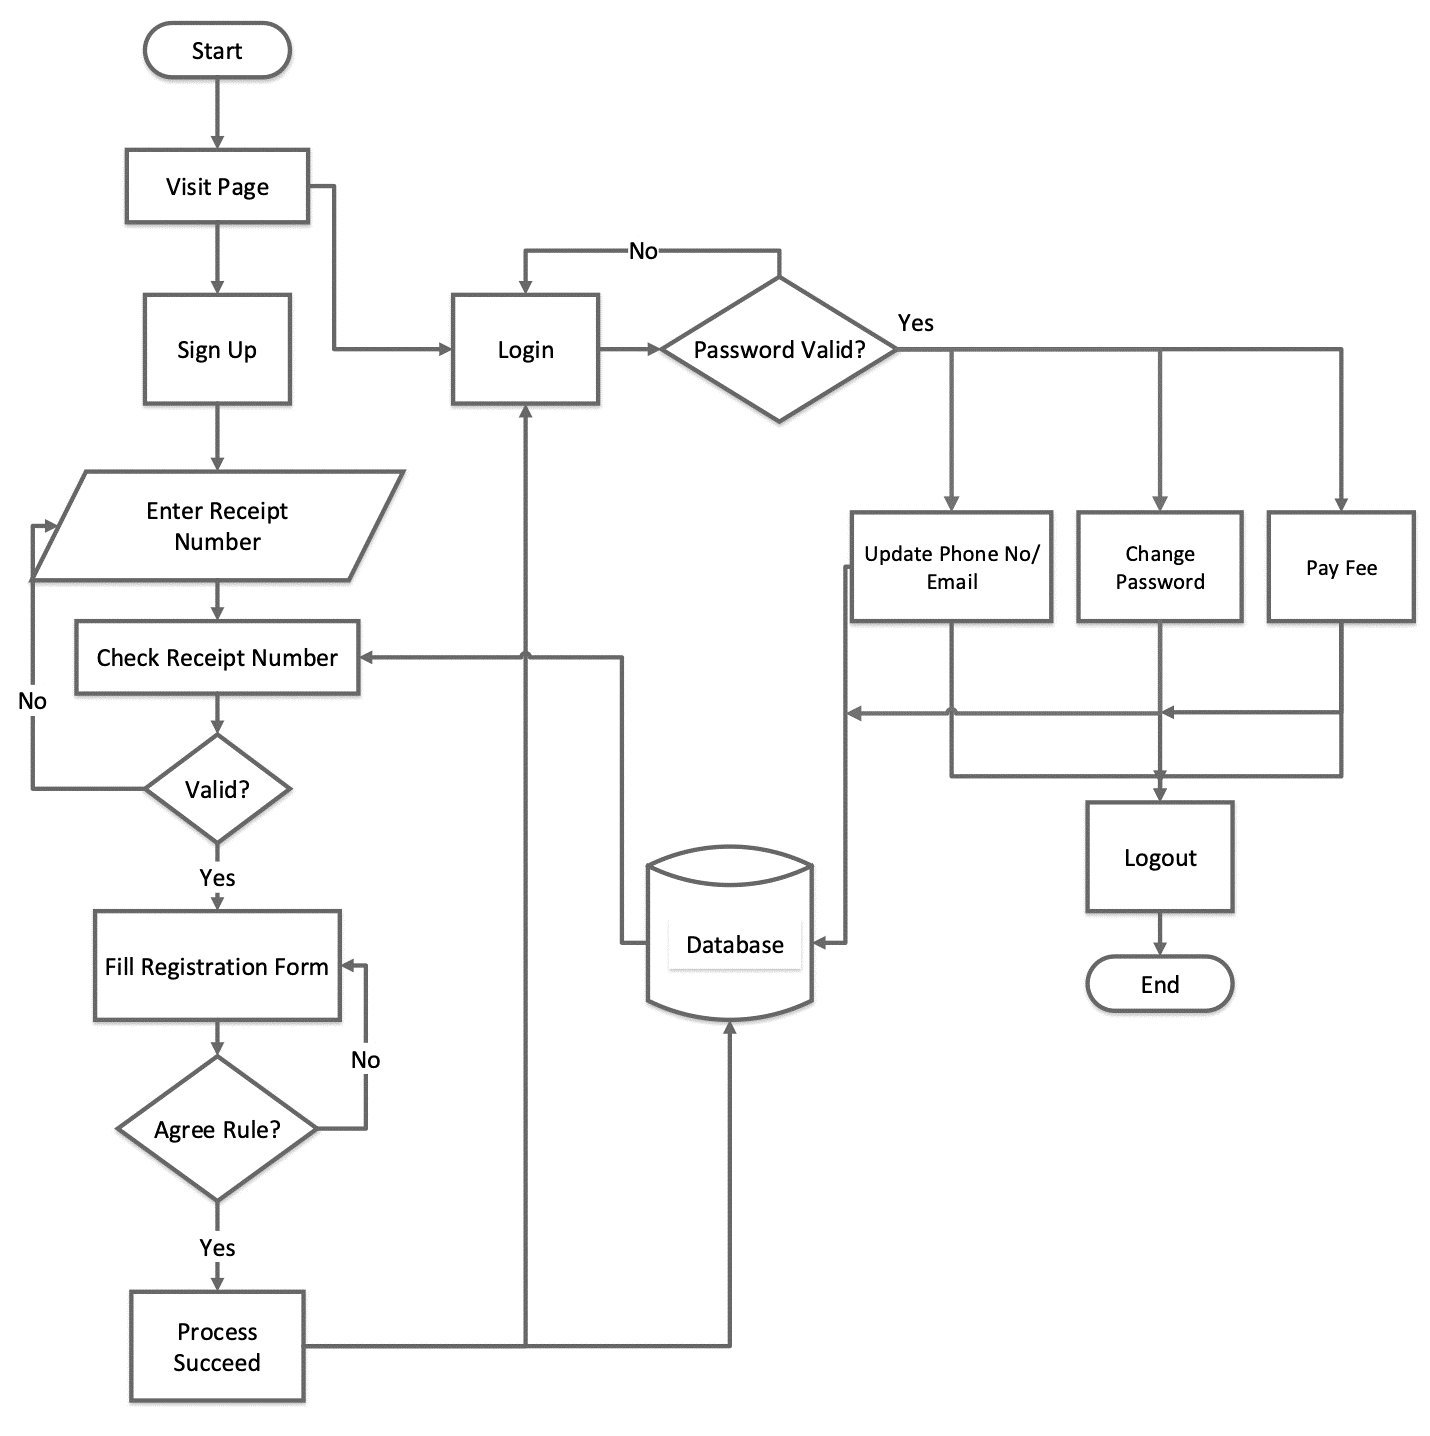 Start
Visit Page
No
Yes
Sign Up
Login
Password Valid?
Enter Receipt
Number
Update Phone No/
Email
Change
Password
Pay Fee
Check Receipt Number
No
Valid?
Yes
Logout
Database
Fill Registration Form
End
No
Agree Rule?
Yes
Process
Succeed